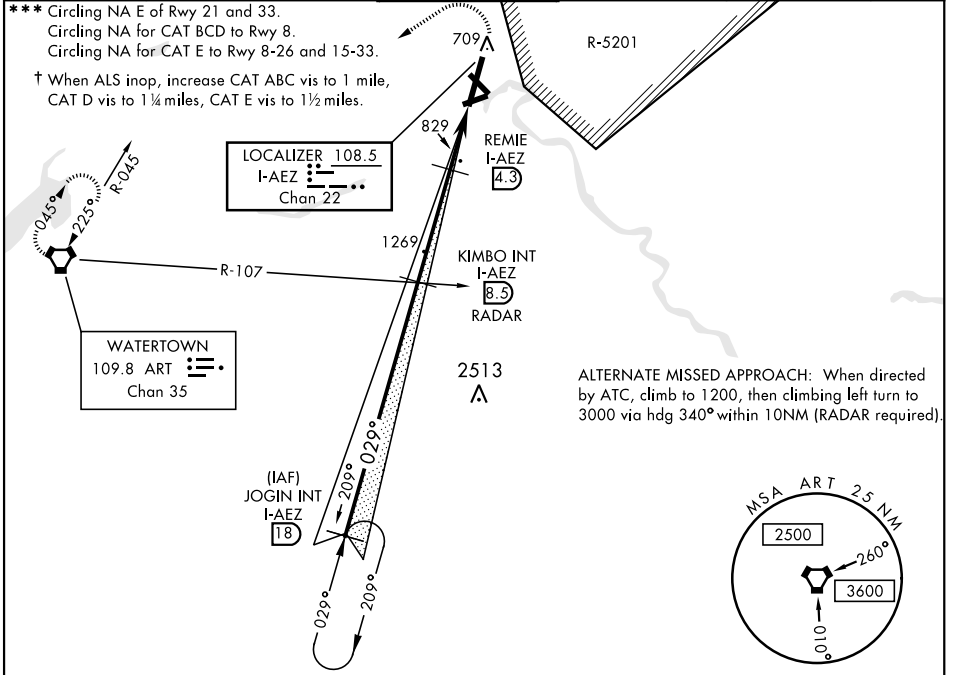 *** Circling NA E of Rwy 21 and 33.
Circling NA for CAT BCD to Rwy 8.
Circling NA for CAT E to Rwy 8-26 and 15-33.
† When ALS inop, increase CAT ABC vis to 1 mile,
CAT D vis to 1¼ miles, CAT E vis to 1½ miles.
709
R-5201
829
LOCALIZER 108.5
I-AEZ
Chan 22
REMIE
I-AEZ
4.3
R-045
045°
225°
1269
R-107
KIMBO INT
I-AEZ
8.5
RADAR
WATERTOWN
109.8 ART
Chan 35
2513
ALTERNATE MISSED APPROACH: When directed
by ATC, climb to 1200, then climbing left turn to
3000 via hdg 340° within 10NM (RADAR required).
029°
209°
(IAF)
JOGIN INT
I-AEZ
18
029°
209°
MSA ART 25 NM
2500
260°
3600
010°